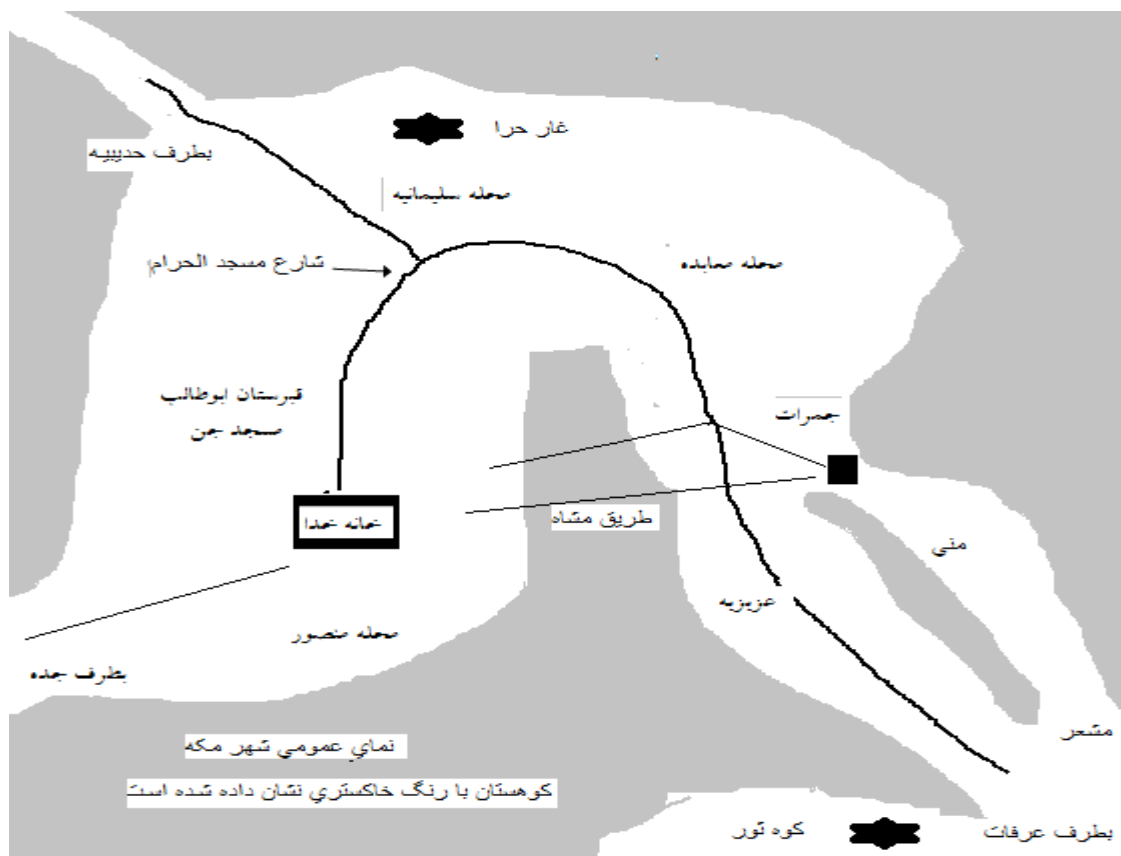 غار حرا
بطرف حديبيه
محله سليمانيه
شارع مسجد الحرام
محله معابده
قبرستان ابوطالب
مسجد جن
جمرات
خانه خدا
طريق مشاه
مني
عزيزيه
محله منصور
بطرف جده
مشعر
نماي عمومي شهر مكه
كوهستان با رنگ خاكستري نشان داده شده است
كوه ثور
بطرف عرفات